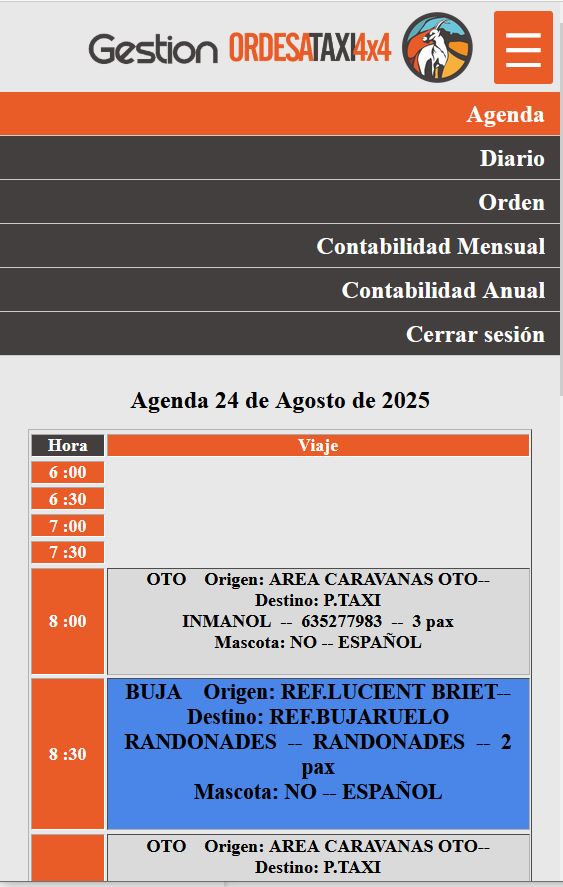 Gestion ORDESATAXI4x4
Agenda
Diario
Orden
Contabilidad Mensual
Contabilidad Anual
Cerrar sesión
Agenda 24 de Agosto de 2025
Hora Viaje
6 :00
6 :30
7 :00
7 :30
8 :00
OTO Origen: AREA CARAVANAS OTO--
Destino: P.TAXI
INMANOL -- 635277983 -- 3 pax
Mascota: NO -- ESPAÑOL
8 :30
BUJA Origen: REF.LUCIENT BRIET--
Destino: REF.BUJARUELO
RANDONADES -- RANDONADES -- 2
pax
Mascota: NO -- ESPAÑOL
OTO Origen: AREA CARAVANAS OTO--
Destino: P.TAXI